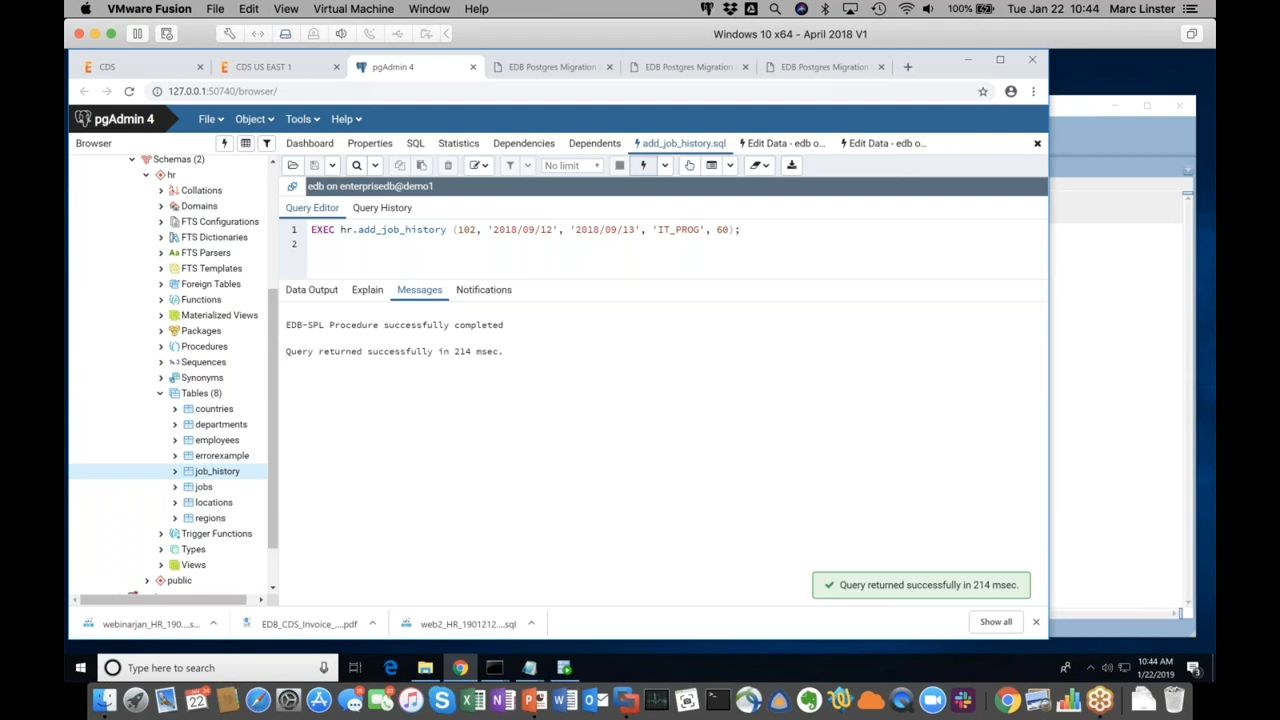 VMware Fusion File Edit View Virtual Machine Window Help 100% Tue Jan 22 10:44 Marc Linster
Windows 10 x64 - April 2018 V1
CDS CDS US EAST 1 pgAdmin 4 EDB Postgres Migration EDB Postgres Migration EDB Postgres Migration
127.0.0.1:50740/browser/
pgAdmin 4 File Object Tools Help
Browser Dashboard Properties SQL Statistics Dependencies Dependents add_job_history.sql Edit Data - edb o... Edit Data - edb o...
No limit
edb on enterprisedb@demo1
Query Editor Query History
1 EXEC hr.add_job_history (102, '2018/09/12', '2018/09/13', 'IT_PROG', 60);
2
Data Output Explain Messages Notifications
EDB-SPL Procedure successfully completed
Query returned successfully in 214 msec.
Schemas (2)
hr
Collations
Domains
FTS Configurations
FTS Dictionaries
Aa FTS Parsers
FTS Templates
Foreign Tables
Functions
Materialized Views
Packages
Procedures
1..3 Sequences
Synonyms
Tables (8)
countries
departments
employees
errorexample
job_history
jobs
locations
regions
Trigger Functions
Types
Views
public
Query returned successfully in 214 msec.
webinarjan_HR_190....s... EDB_CDS_Invoice_....pdf web2_HR_1901212....sql Show all
Type here to search
10:44 AM
1/22/2019
3